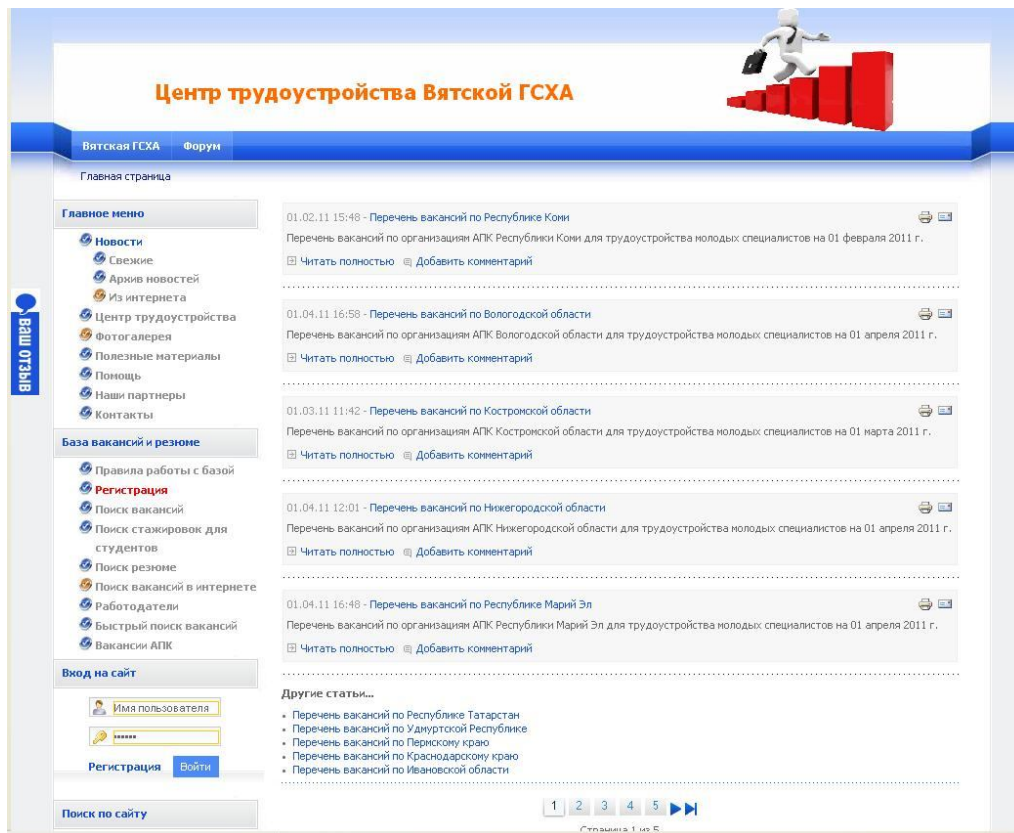 Центр трудоустройства Вятской ГСХА
Вятская ГСХА Форум
Главная страница
Главное меню
Новости
Свежие
Архив новостей
Из интернета
Центр трудоустройства
Фотогалерея
Полезные материалы
Помощь
Наши партнеры
Контакты
База вакансий и резюме
Правила работы с базой
Регистрация
Поиск вакансий
Поиск стажировок для
студентов
Поиск резюме
Поиск вакансий в интернете
Работодатели
Быстрый поиск вакансий
Вакансии АПК
Вход на сайт
Имя пользователя
••••••
Регистрация Войти
Поиск по сайту
ваш отзыв
01.02.11 15:48 - Перечень вакансий по Республике Коми
Перечень вакансий по организациям АПК Республики Коми для трудоустройства молодых специалистов на 01 февраля 2011 г.
Читать полностью Добавить комментарий
01.04.11 16:58 - Перечень вакансий по Вологодской области
Перечень вакансий по организациям АПК Вологодской области для трудоустройства молодых специалистов на 01 апреля 2011 г.
Читать полностью Добавить комментарий
01.03.11 11:42 - Перечень вакансий по Костромской области
Перечень вакансий по организациям АПК Костромской области для трудоустройства молодых специалистов на 01 марта 2011 г.
Читать полностью Добавить комментарий
01.04.11 12:01 - Перечень вакансий по Нижегородской области
Перечень вакансий по организациям АПК Нижегородской области для трудоустройства молодых специалистов на 01 апреля 2011 г.
Читать полностью Добавить комментарий
01.04.11 16:48 - Перечень вакансий по Республике Марий Эл
Перечень вакансий по организациям АПК Республики Марий Эл для трудоустройства молодых специалистов на 01 апреля 2011 г.
Читать полностью Добавить комментарий
Другие статьи...
Перечень вакансий по Республике Татарстан
Перечень вакансий по Удмуртской Республике
Перечень вакансий по Пермскому краю
Перечень вакансий по Краснодарскому краю
Перечень вакансий по Ивановской области
1 2 3 4 5
Страница 1 из 5